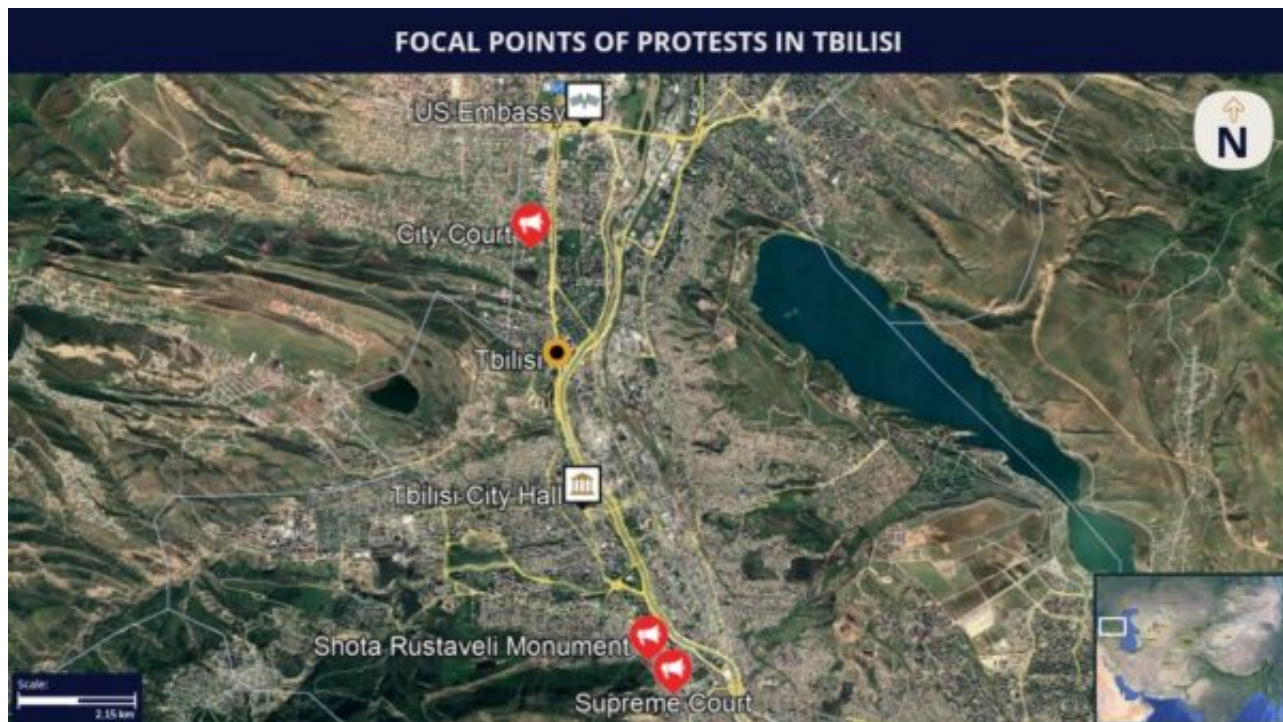 FOCAL POINTS OF PROTESTS IN TBILISI
US Embassy
N
City Court
Tbilisi
Tbilisi City Hall
Shota Rustaveli Monument
Supreme Court
Scale:
2.15 km